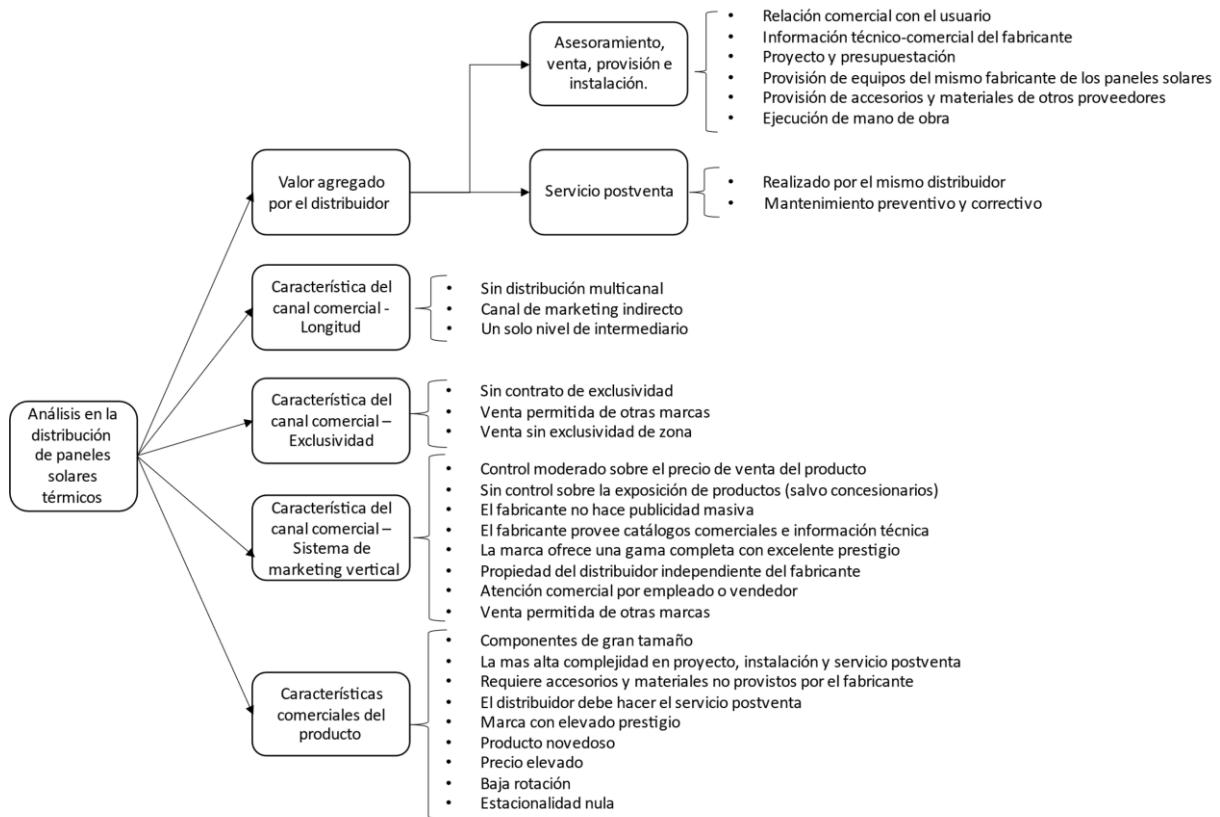 Análisis en la
distribución
de paneles
solares
térmicos
Valor agregado
por el distribuidor
Asesoramiento,
venta, provisión e
instalación.
• Relación comercial con el usuario
• Información técnico-comercial del fabricante
• Proyecto y presupuestación
• Provisión de equipos del mismo fabricante de los paneles solares
• Provisión de accesorios y materiales de otros proveedores
• Ejecución de mano de obra
Servicio postventa
• Realizado por el mismo distribuidor
• Mantenimiento preventivo y correctivo
Característica del
canal comercial -
Longitud
• Sin distribución multicanal
• Canal de marketing indirecto
• Un solo nivel de intermediario
Característica del
canal comercial –
Exclusividad
• Sin contrato de exclusividad
• Venta permitida de otras marcas
• Venta sin exclusividad de zona
Característica del
canal comercial –
Sistema de
marketing vertical
• Control moderado sobre el precio de venta del producto
• Sin control sobre la exposición de productos (salvo concesionarios)
• El fabricante no hace publicidad masiva
• El fabricante provee catálogos comerciales e información técnica
• La marca ofrece una gama completa con excelente prestigio
• Propiedad del distribuidor independiente del fabricante
• Atención comercial por empleado o vendedor
• Venta permitida de otras marcas
Características
comerciales del
producto
• Componentes de gran tamaño
• La mas alta complejidad en proyecto, instalación y servicio postventa
• Requiere accesorios y materiales no provistos por el fabricante
• El distribuidor debe hacer el servicio postventa
• Marca con elevado prestigio
• Producto novedoso
• Precio elevado
• Baja rotación
• Estacionalidad nula